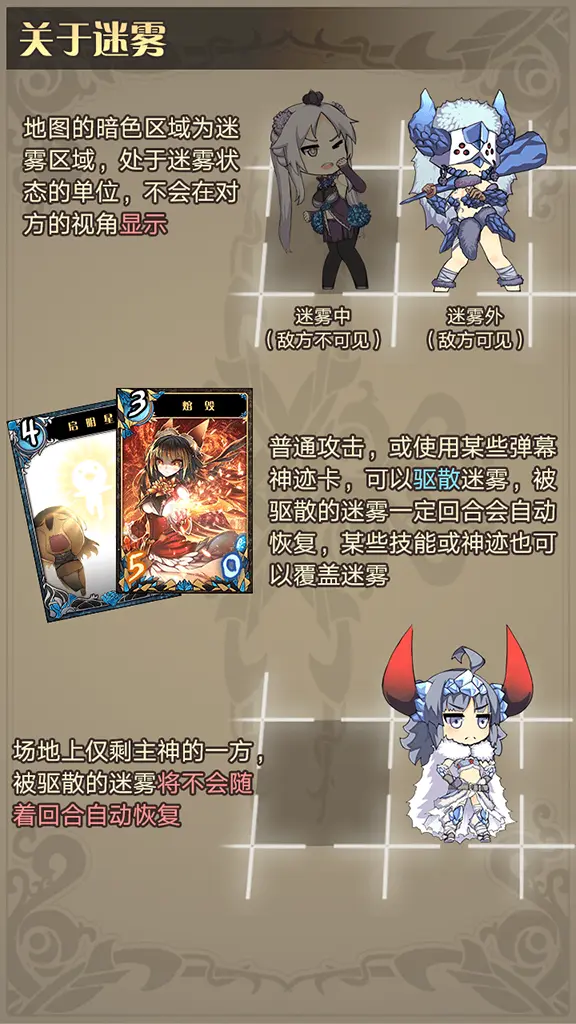 关于迷雾
地图的暗色区域为迷
雾区域，处于迷雾状
态的单位，不会在对
方的视角显示
迷雾中
（敌方不可见）
迷雾外
（敌方可见）
4
启明星
3
熔毁
5
0
普通攻击，或使用某些弹幕
神迹卡，可以驱散迷雾，被
驱散的迷雾一定回合会自动
恢复，某些技能或神迹也可
以覆盖迷雾
场地上仅剩主神的一方，
被驱散的迷雾将不会随
着回合自动恢复